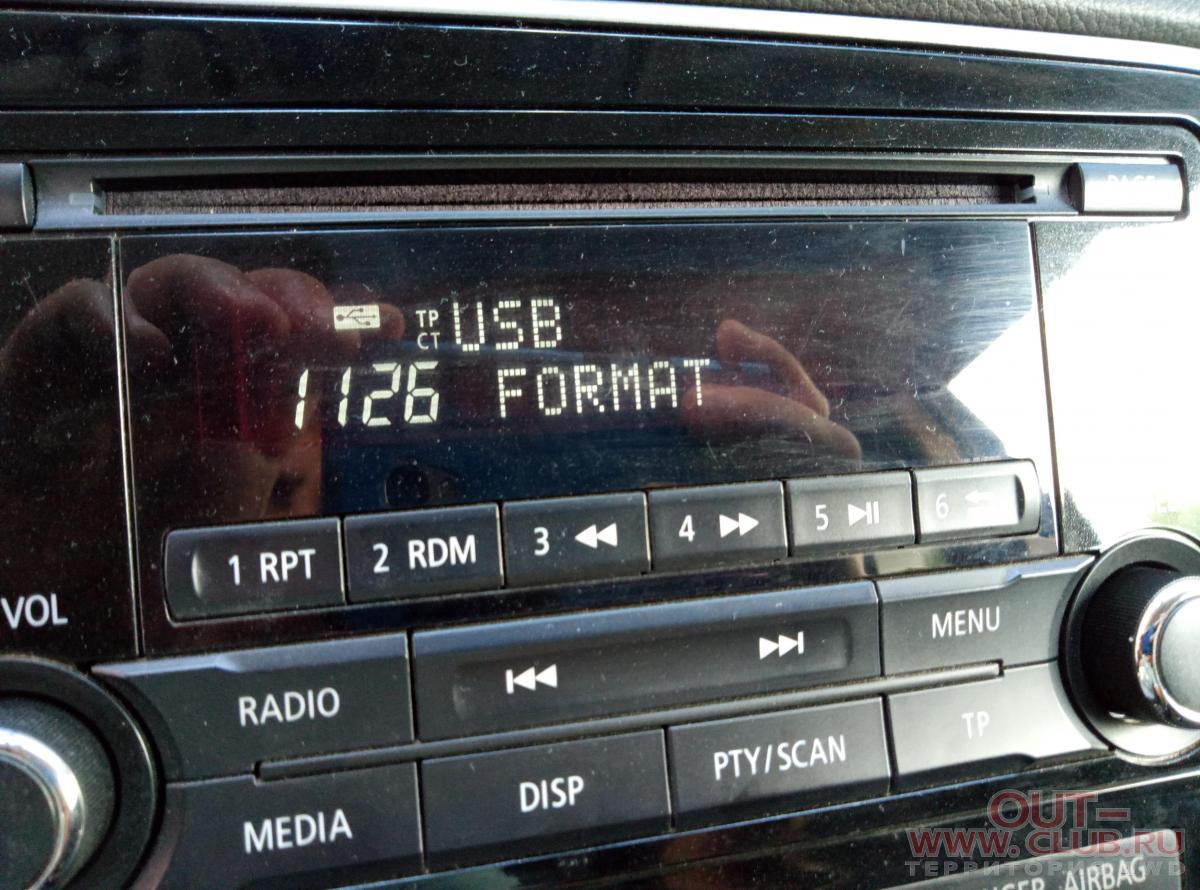 PAGE
TP USB
CT
1126 FORMAT
1 RPT 2 RDM 3 4 5 6
VOL
MENU
RADIO
TP
DISP PTY/SCAN
MEDIA
OUT-
WWW.CLUB.RU
AIRBAG